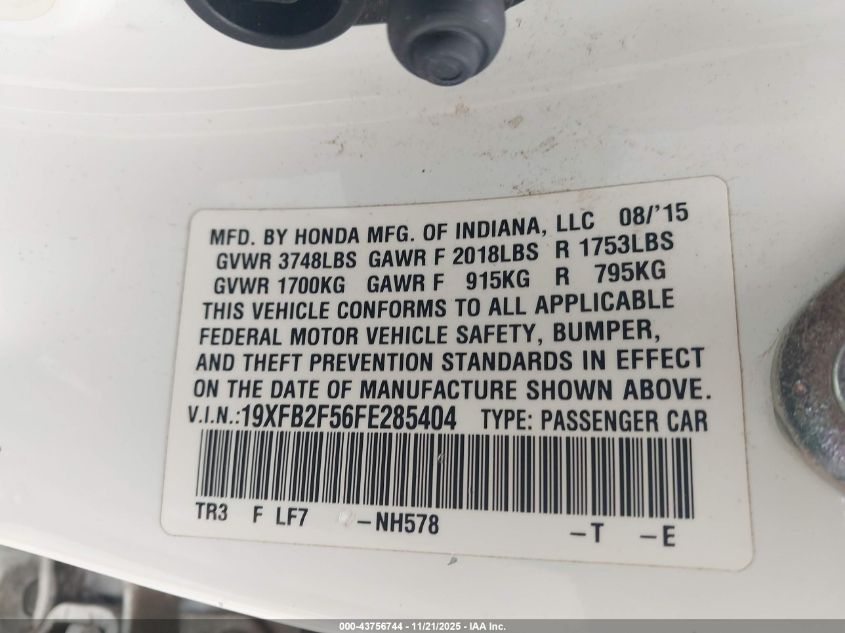 MFD. BY HONDA MFG. OF INDIANA, LLC 08/'15
GVWR 3748LBS GAWR F 2018LBS R 1753LBS
GVWR 1700KG GAWR F 915KG R 795KG
THIS VEHICLE CONFORMS TO ALL APPLICABLE
FEDERAL MOTOR VEHICLE SAFETY, BUMPER,
AND THEFT PREVENTION STANDARDS IN EFFECT
ON THE DATE OF MANUFACTURE SHOWN ABOVE.
V.I.N.:19XFB2F56FE285404 TYPE: PASSENGER CAR
TR3 F LF7 -NH578 -T -E
000-43756744 - 11/21/2025 - IAA Inc.